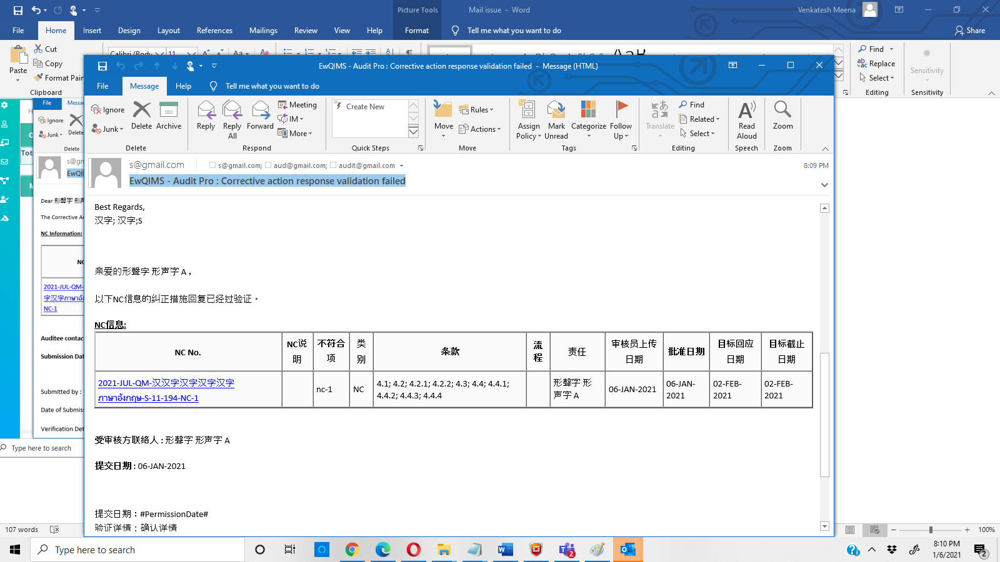 Picture Tools
Mail issue - Word
Venkatesh Meena
File Home Insert Design Layout References Mailings Review View Help Format Tell me what you want to do Share
Cut
Copy
Format Pain
Paste
Clipboard
Calibri (Body 11
Find
Replace
Select
Editing
Sensitivity
Sensitivity
EwQIMS - Audit Pro : Corrective action response validation failed - Message (HTML)
File Message Help Tell me what you want to do
Ignore
Junk
Delete
Archive
Delete
Reply
Reply All
Forward
Meeting
IM
More
Respond
Create New
Quick Steps
Move
Rules
Actions
Move
Assign Policy
Mark Unread
Categorize
Follow Up
Tags
Translate
Find
Related
Select
Editing
Read Aloud
Speech
Zoom
Zoom
s@gmail.com
s@gmail.com; aud@gmail.com; audit@gmail.com
8:09 PM
EwQIMS - Audit Pro : Corrective action response validation failed
Best Regards,
汉字; 汉字;S
亲爱的形聲字 形声字 A ，
以下NC信息的纠正措施回复已经过验证。
NC信息:
NC No. NC说明 不符合项 类别 条款 流程 责任 审核员上传日期 批准日期 目标回应日期 目标截止日期
2021-JUL-QM-汉汉字汉字汉字汉字
ภาษาอังกฤษ-S-11-194-NC-1
nc-1
NC
4.1; 4.2; 4.2.1; 4.2.2; 4.3; 4.4; 4.4.1;
4.4.2; 4.4.3; 4.4.4
形聲字 形声字 A
06-JAN-2021
06-JAN-2021
02-FEB-2021
02-FEB-2021
受审核方联络人 : 形聲字 形声字 A
提交日期 : 06-JAN-2021
提交日期：#PermissionDate#
验证详情：确认详情
File Messa
Ignore
Junk
Delete
Delete
s@g
EwQI
Tot
Dear 形聲字 形声
The Corrective Ac
NC Information:
NC
2021-JUL-QM-
字汉字ภาษาอัง
NC-1
Auditee contac
Submission Dat
Submitted by :
Date of Submiss
Verification Det
Type here to search
107 words
100%
Type here to search
8:10 PM
1/6/2021
2
2